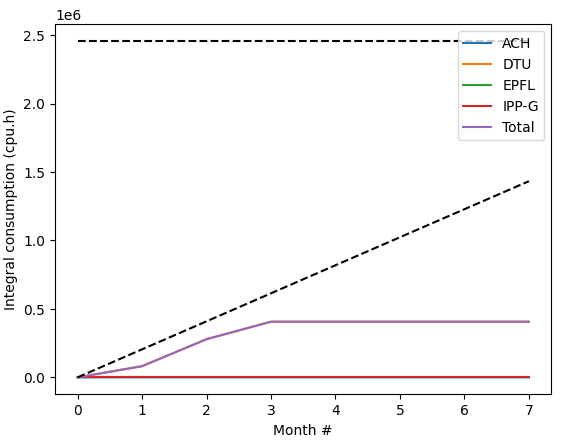 1e6
2.5
2.0
1.5
1.0
0.5
0.0
Integral consumption (cpu.h)
ACH
DTU
EPFL
IPP-G
Total
0 1 2 3 4 5 6 7
Month #